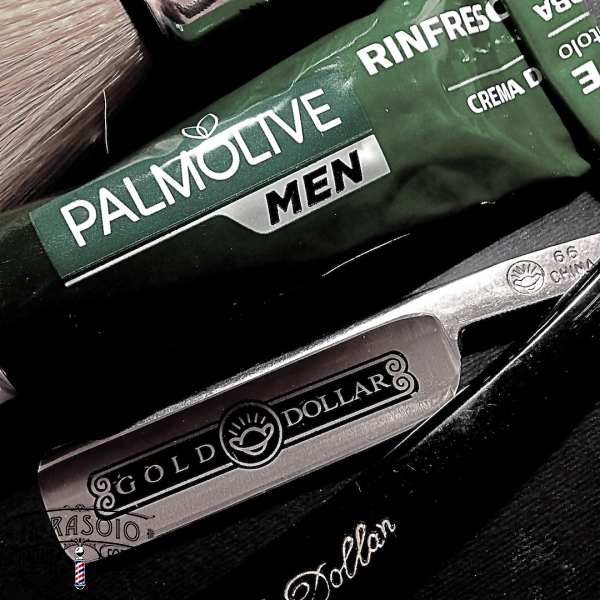 RINFRESC
CREMA D
PALMOLIVE
MEN
66
CHINA
GOLD DOLLAR
Dollar